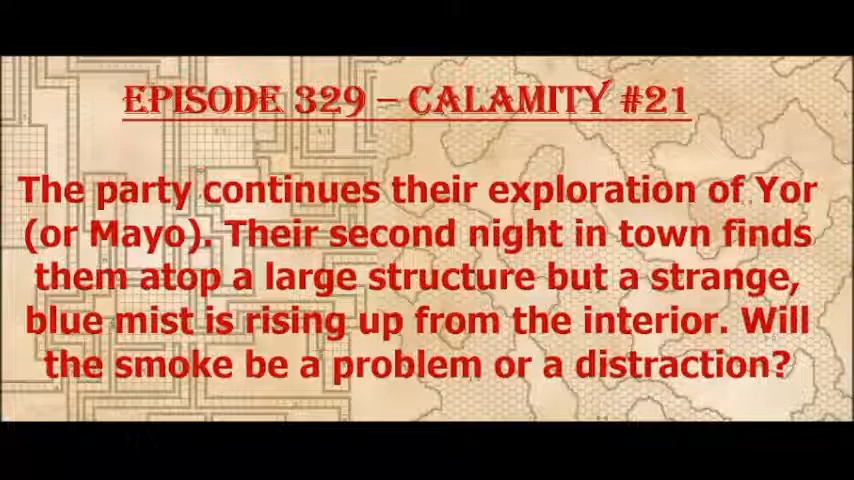 EPISODE 329 – CALAMITY #21
The party continues their exploration of Yor
(or Mayo). Their second night in town finds
them atop a large structure but a strange,
blue mist is rising up from the interior. Will
the smoke be a problem or a distraction?